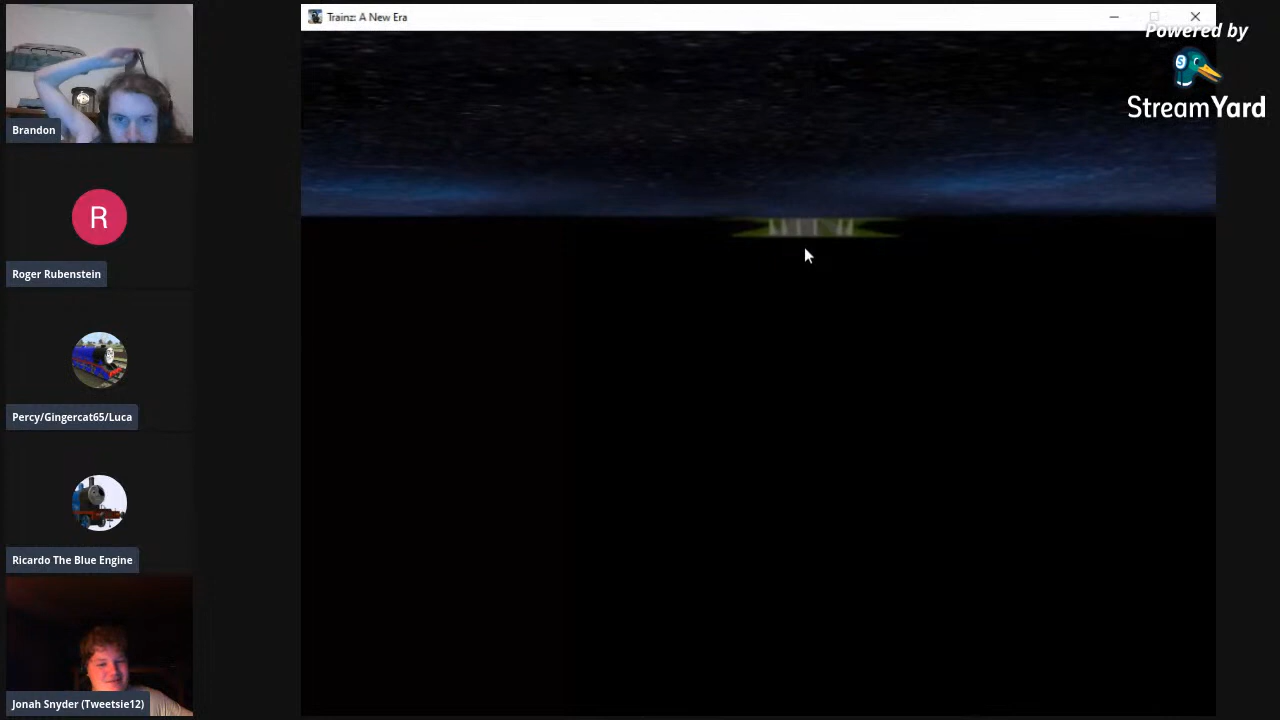 Trainz: A New Era
Powered by
StreamYard
Brandon
R
Roger Rubenstein
Percy/Gingercat65/Luca
Ricardo The Blue Engine
Jonah Snyder (Tweetsie12)